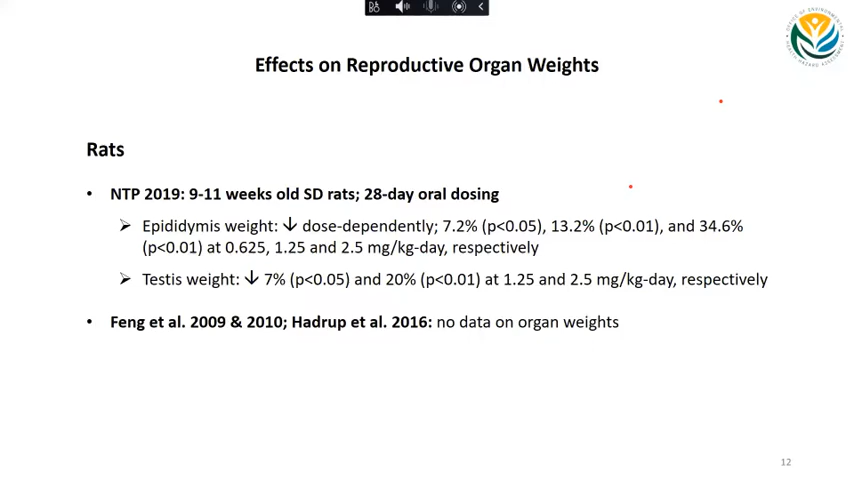 Effects on Reproductive Organ Weights
Rats
• NTP 2019: 9-11 weeks old SD rats; 28-day oral dosing
➢ Epididymis weight: ↓ dose-dependently; 7.2% (p<0.05), 13.2% (p<0.01), and 34.6%
(p<0.01) at 0.625, 1.25 and 2.5 mg/kg-day, respectively
➢ Testis weight: ↓ 7% (p<0.05) and 20% (p<0.01) at 1.25 and 2.5 mg/kg-day, respectively
• Feng et al. 2009 & 2010; Hadrup et al. 2016: no data on organ weights
12